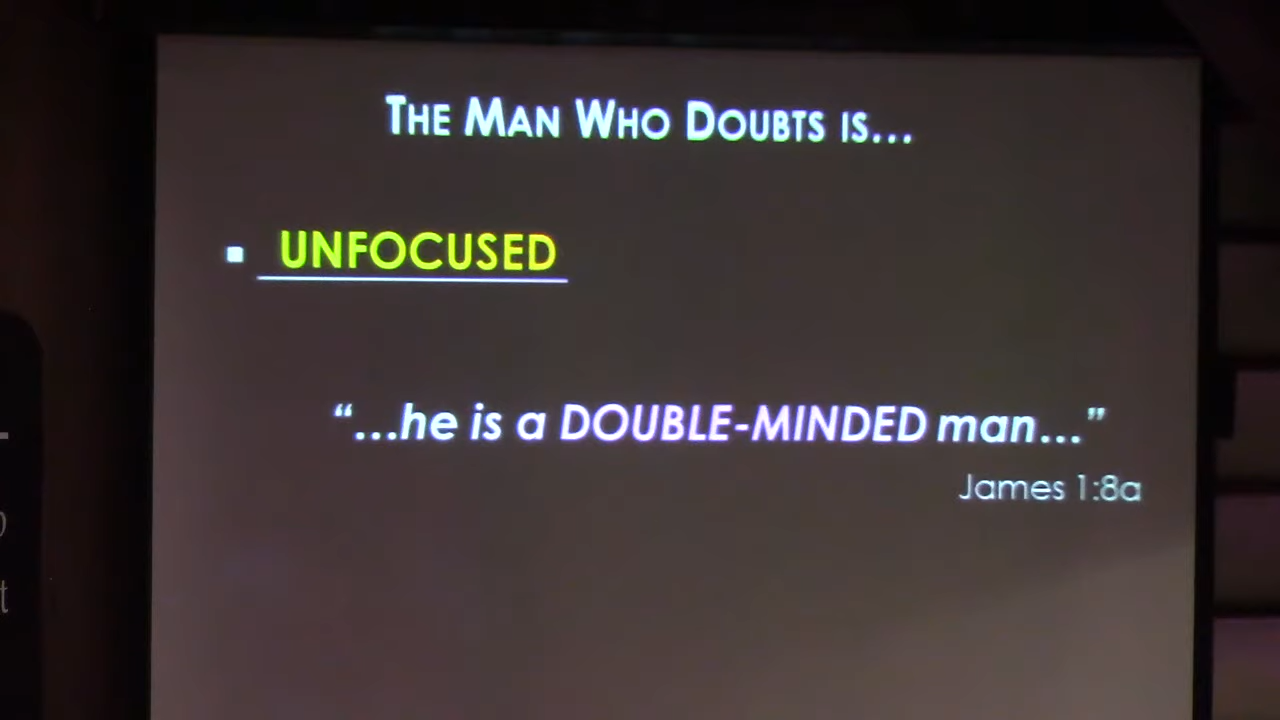 THE MAN WHO DOUBTS IS...
▪ UNFOCUSED
“...he is a DOUBLE-MINDED man...”
James 1:8a